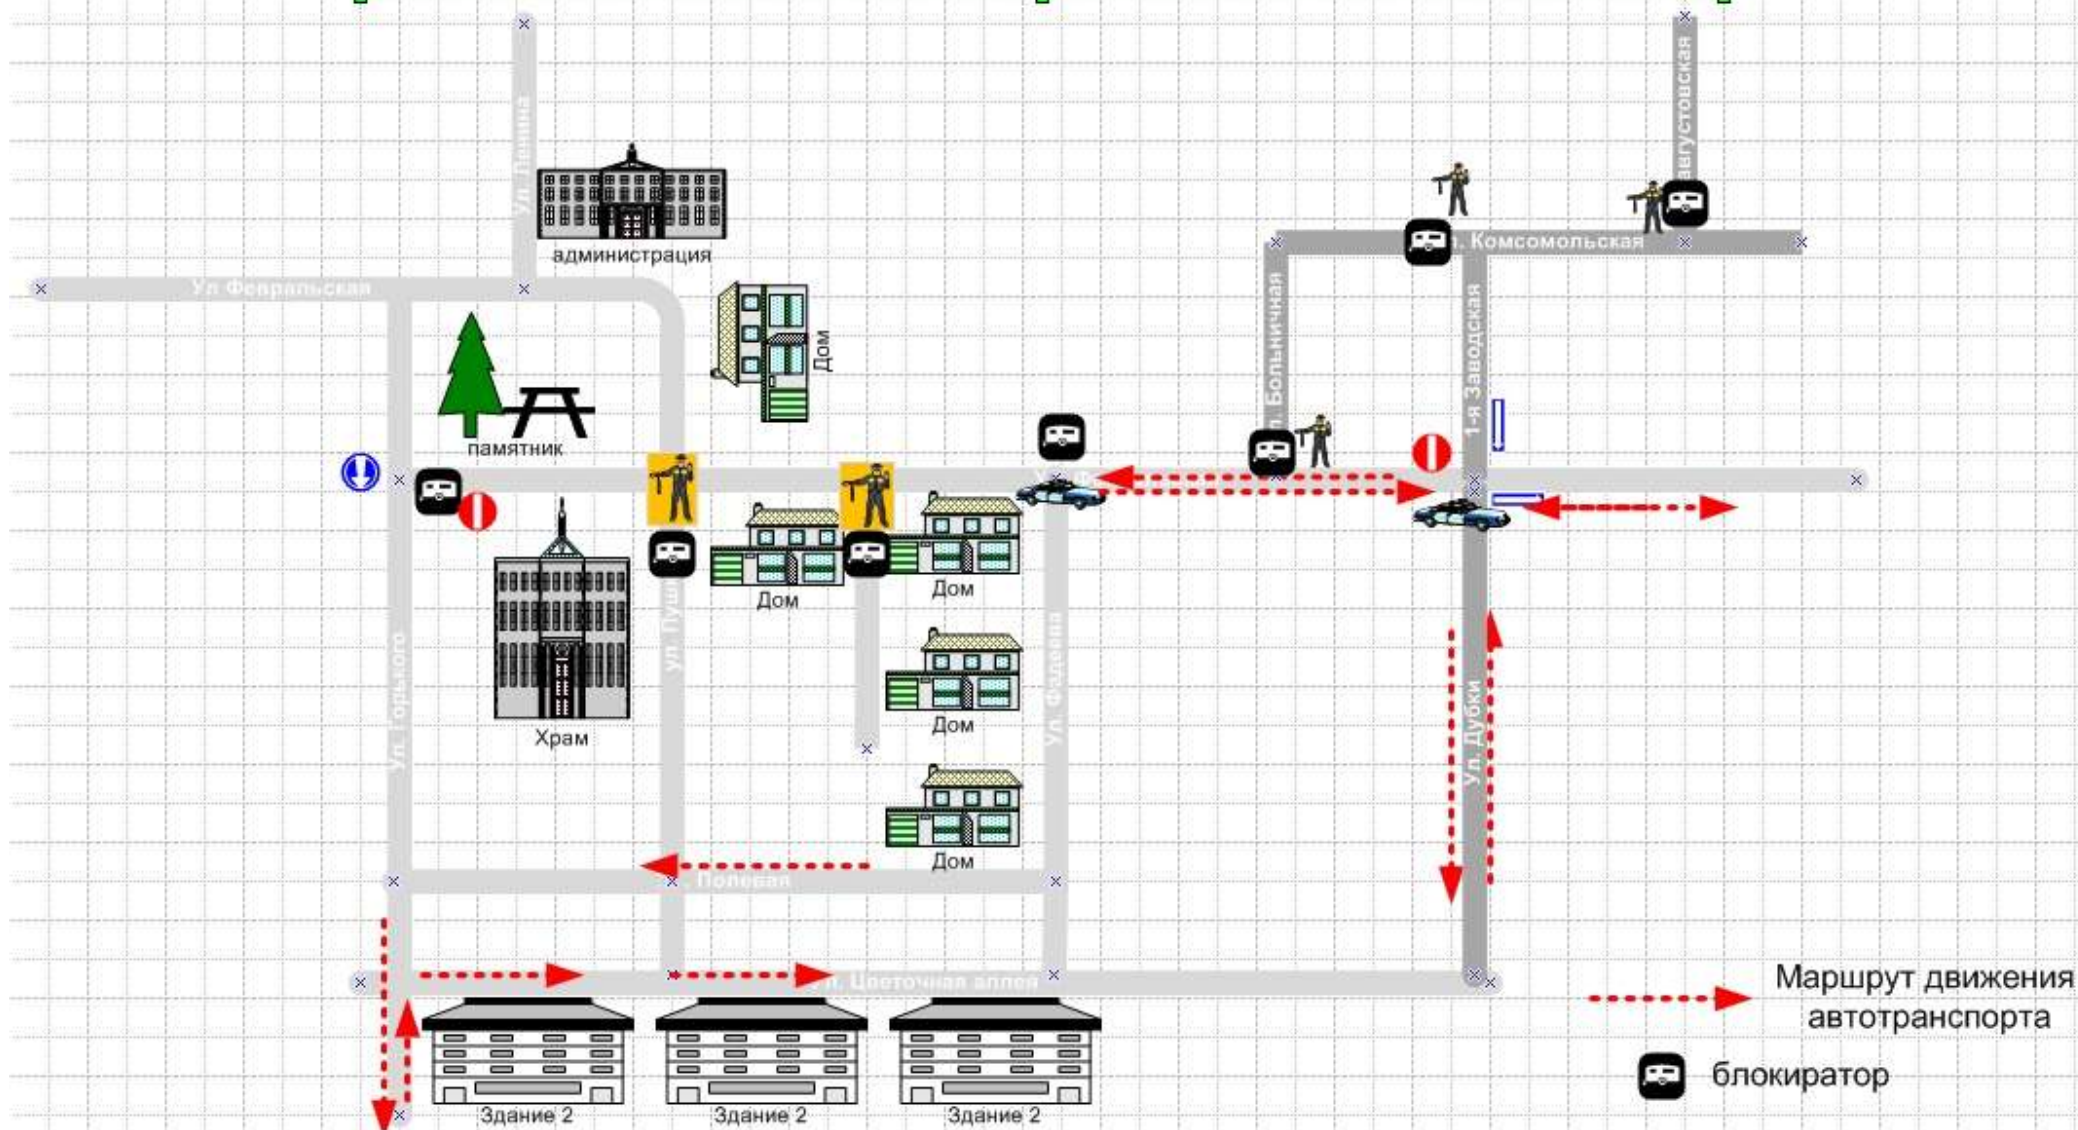 Ул. Ленина
августовская
администрация
л. Комсомольская
Ул Февральская
Дом
л. Больничная
1-я Заводская
памятник
Дом
Дом
ул. Пуш
Ул. Горького
Ул. Фадеева
Храм
Дом
Ул. Дубки
Дом
. Полевая
Ул. Цветочная аллея
Маршрут движения
автотранспорта
блокиратор
Здание 2
Здание 2
Здание 2